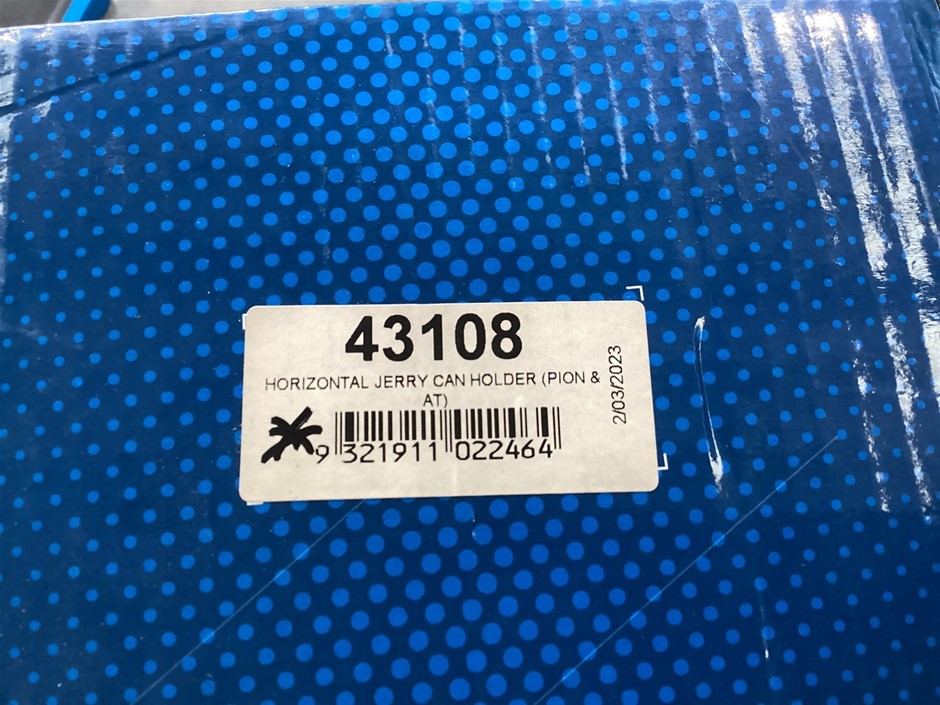 43108
HORIZONTAL JERRY CAN HOLDER (PION &
AT)
9 321911 022464
2/03/2023